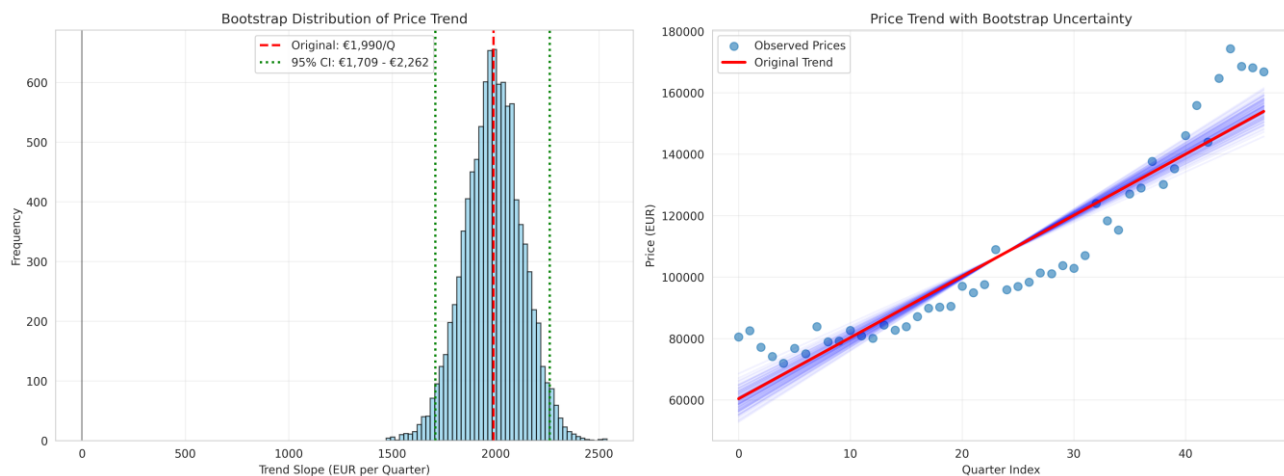 Bootstrap Distribution of Price Trend
Original: €1,990/Q
95% CI: €1,709 - €2,262
600
500
400
300
200
100
0
Frequency
0 500 1000 1500 2000 2500
Trend Slope (EUR per Quarter)
Price Trend with Bootstrap Uncertainty
Observed Prices
Original Trend
180000
160000
140000
120000
100000
80000
60000
Price (EUR)
0 10 20 30 40
Quarter Index